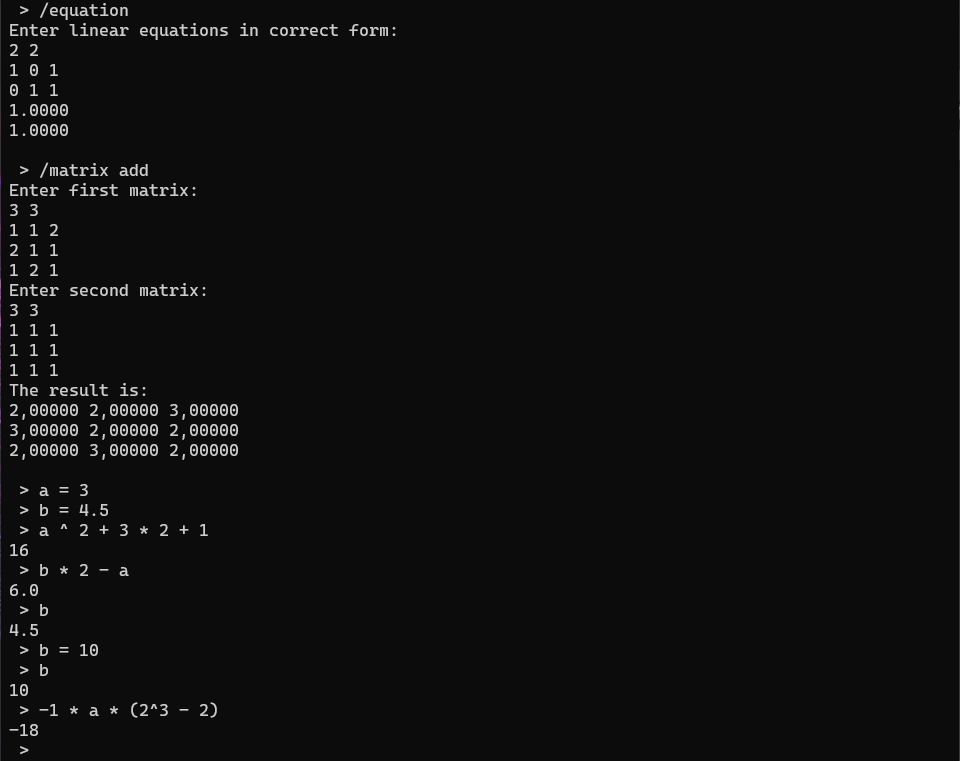 > /equation
Enter linear equations in correct form:
2 2
1 0 1
0 1 1
1.0000
1.0000
> /matrix add
Enter first matrix:
3 3
1 1 2
2 1 1
1 2 1
Enter second matrix:
3 3
1 1 1
1 1 1
1 1 1
The result is:
2,00000 2,00000 3,00000
3,00000 2,00000 2,00000
2,00000 3,00000 2,00000
> a = 3
> b = 4.5
> a ^ 2 + 3 * 2 + 1
16
> b * 2 - a
6.0
> b
4.5
> b = 10
> b
10
> -1 * a * (2^3 - 2)
-18
>